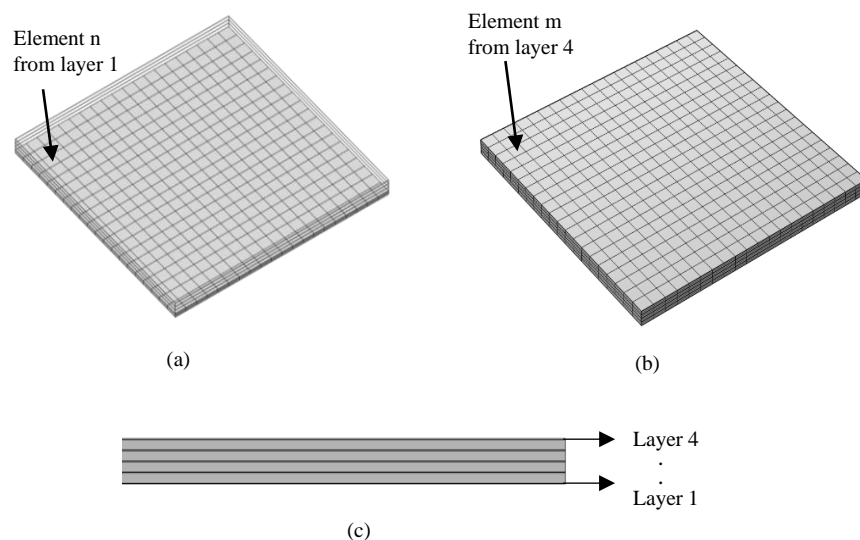 Element n
from layer 1
Element m
from layer 4
(a)
(b)
Layer 4
.
.
Layer 1
(c)